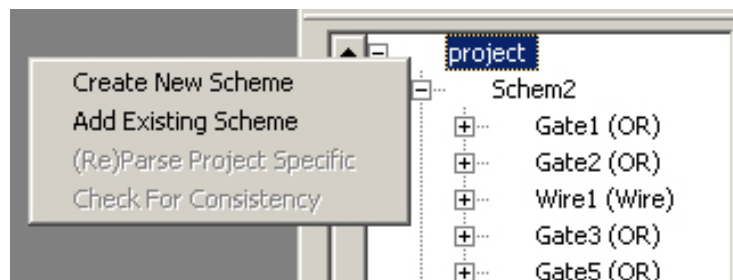 Create New Scheme
Add Existing Scheme
(Re)Parse Project Specific
Check For Consistency
project
Schem2
Gate1 (OR)
Gate2 (OR)
Wire1 (Wire)
Gate3 (OR)
Gate5 (OR)